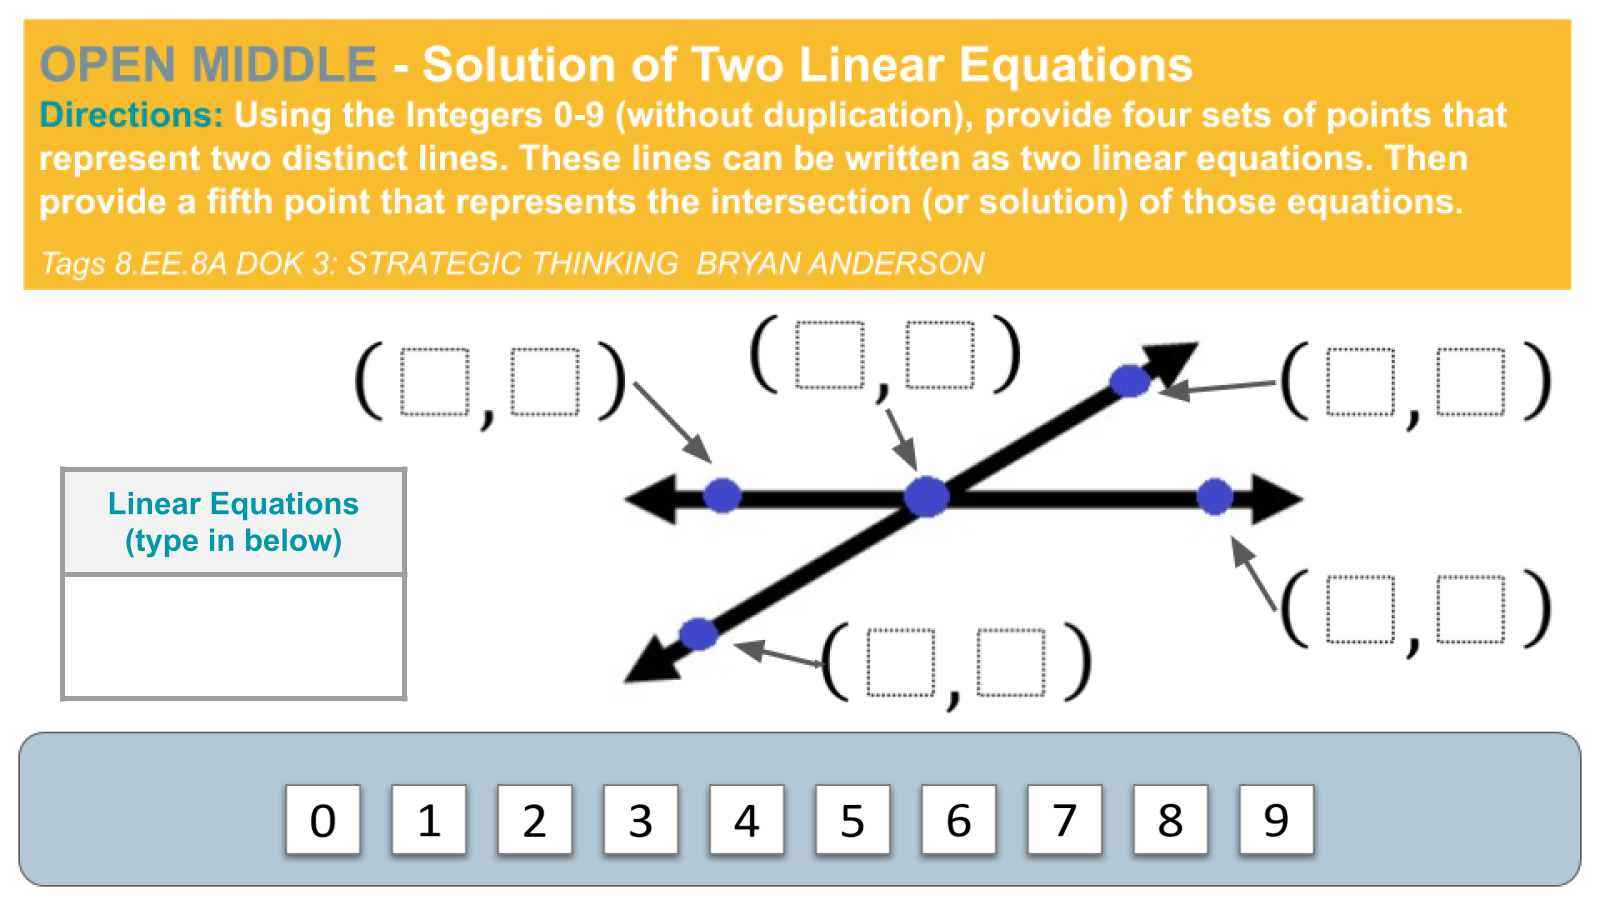 OPEN MIDDLE - Solution of Two Linear Equations
Directions: Using the Integers 0-9 (without duplication), provide four sets of points that
represent two distinct lines. These lines can be written as two linear equations. Then
provide a fifth point that represents the intersection (or solution) of those equations.
Tags 8.EE.8A DOK 3: STRATEGIC THINKING BRYAN ANDERSON
( , )
( , )
( , )
Linear Equations
(type in below)
( , )
( , )
0 1 2 3 4 5 6 7 8 9